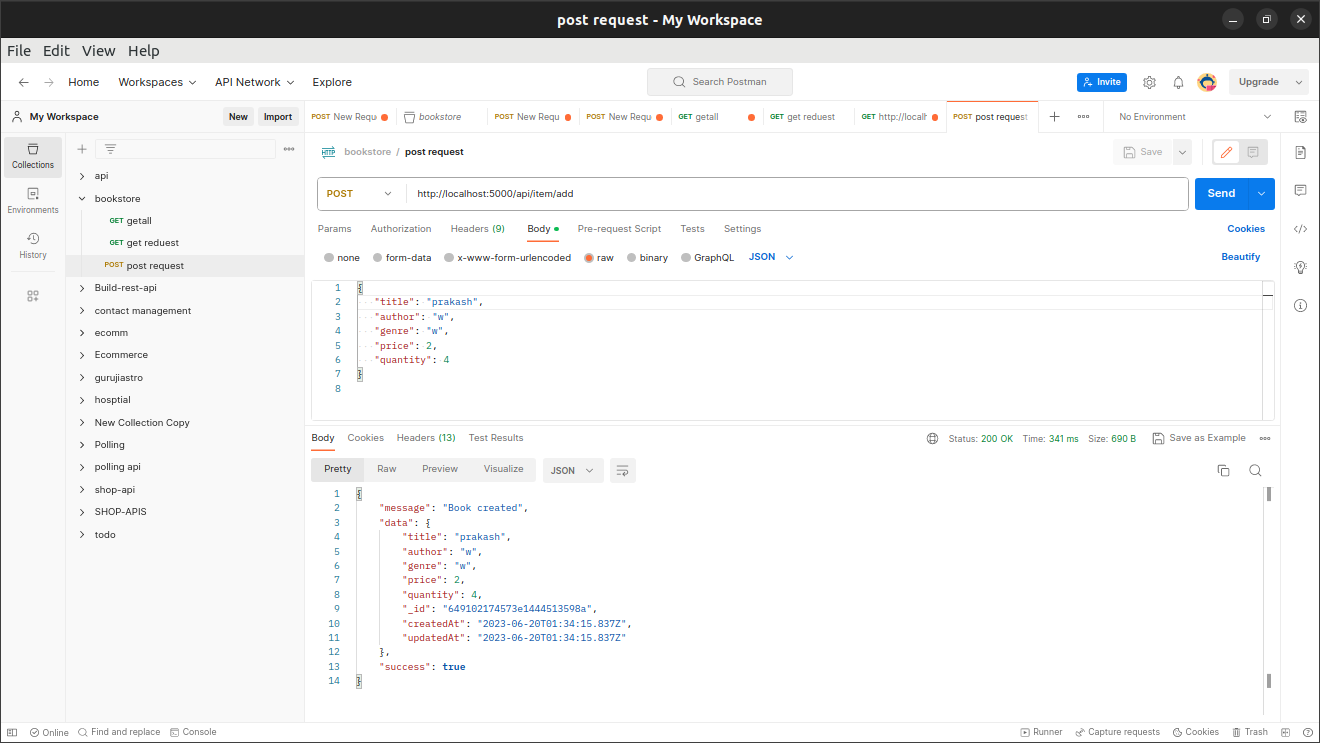 post request - My Workspace
File Edit View Help
Home Workspaces API Network Explore Search Postman Invite Upgrade
My Workspace New Import
POST New Requ bookstore POST New Requ POST New Requ GET getall GET get reduest GET http://localh POST post request No Environment
Collections
Environments
History
api
bookstore
GET getall
GET get reduest
POST post request
Build-rest-api
contact management
ecomm
Ecommerce
gurujiastro
hosptial
New Collection Copy
Polling
polling api
shop-api
SHOP-APIS
todo
HTTP bookstore / post request Save
POST http://localhost:5000/api/item/add Send
Params Authorization Headers (9) Body Pre-request Script Tests Settings Cookies
none form-data x-www-form-urlencoded raw binary GraphQL JSON Beautify
1 {
2 "title": "prakash",
3 "author": "w",
4 "genre": "w",
5 "price": 2,
6 "quantity": 4
7 }
8
Body Cookies Headers (13) Test Results Status: 200 OK Time: 341 ms Size: 690 B Save as Example
Pretty Raw Preview Visualize JSON
1 {
2 "message": "Book created",
3 "data": {
4 "title": "prakash",
5 "author": "w",
6 "genre": "w",
7 "price": 2,
8 "quantity": 4,
9 "_id": "649102174573e1444513598a",
10 "createdAt": "2023-06-20T01:34:15.837Z",
11 "updatedAt": "2023-06-20T01:34:15.837Z"
12 },
13 "success": true
14 }
Online Find and replace Console Runner Capture requests Cookies Trash